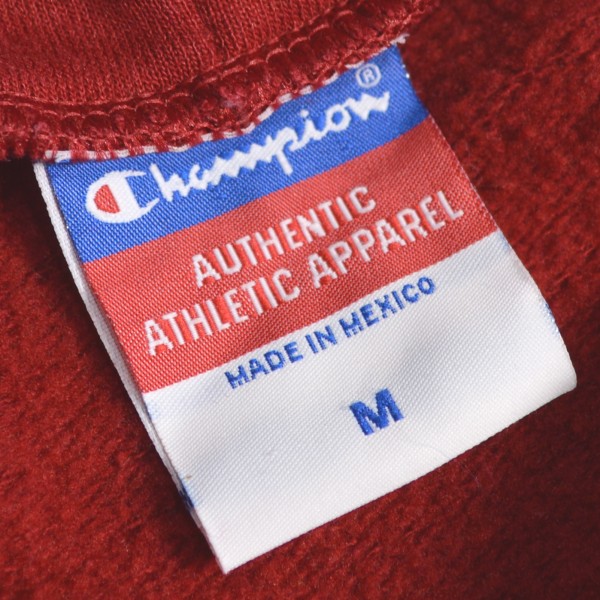 Champion®
AUTHENTIC
ATHLETIC APPAREL
MADE IN MEXICO
M